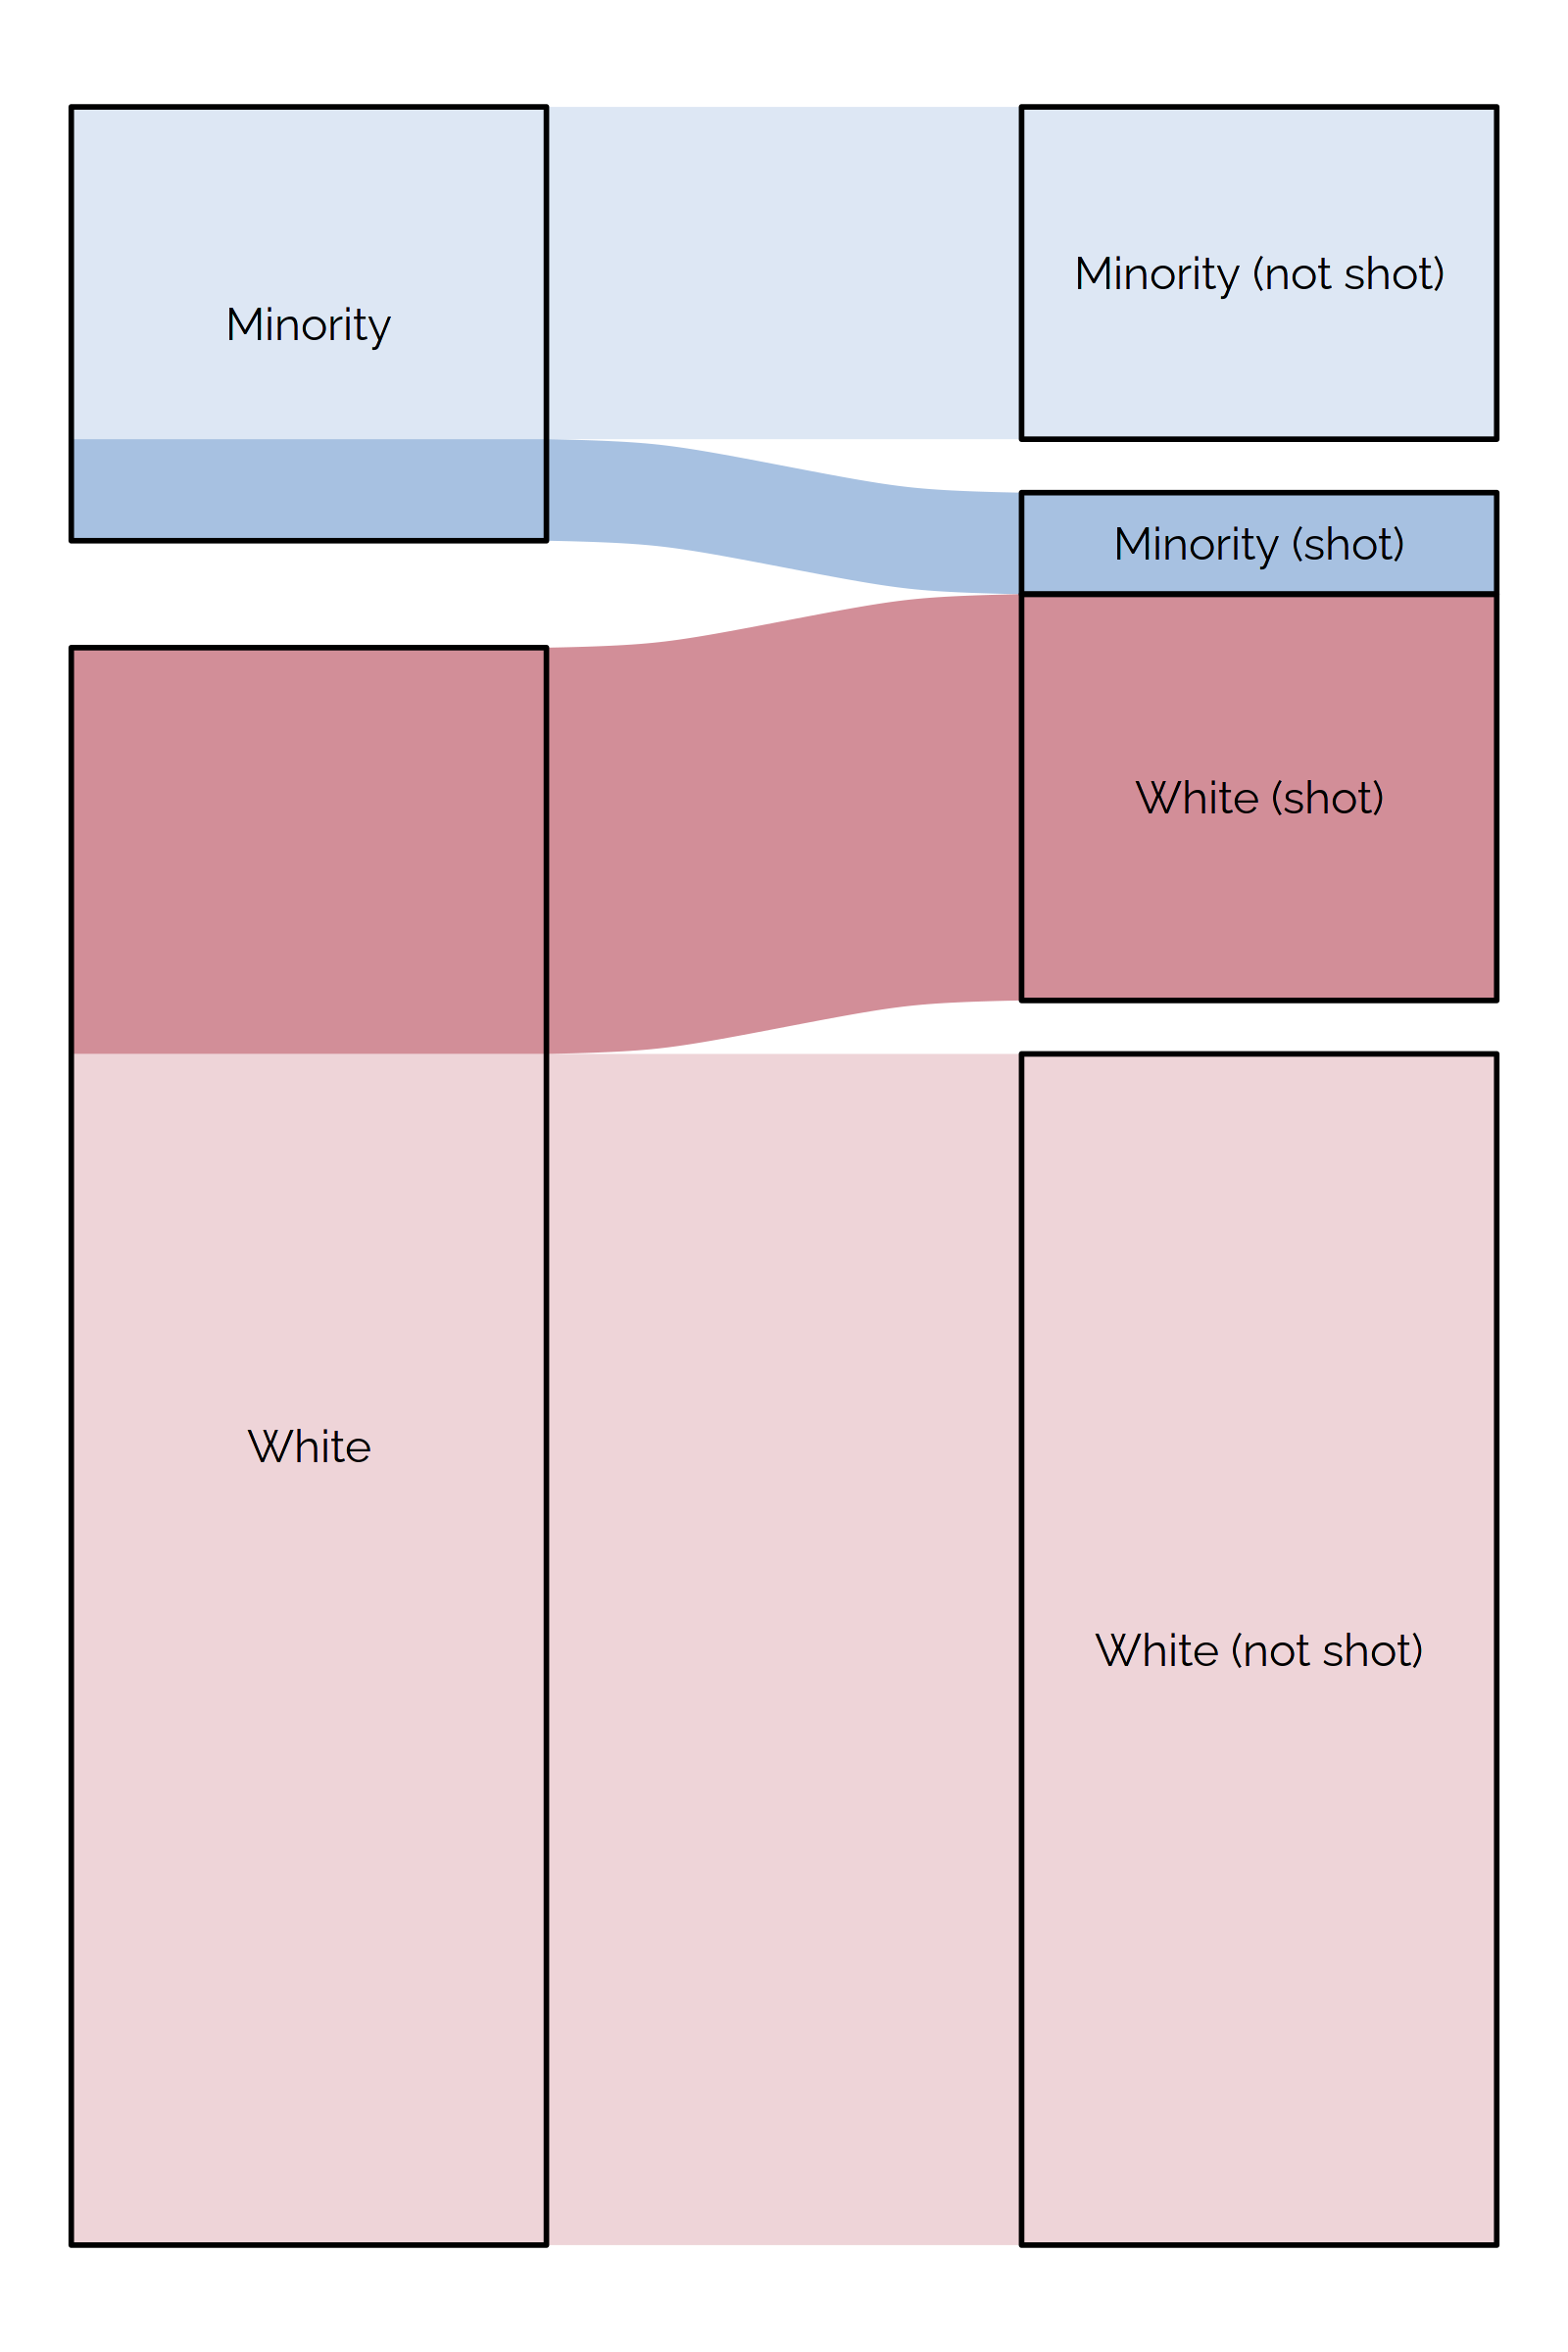 Minority
Minority (not shot)
Minority (shot)
White (shot)
White
White (not shot)